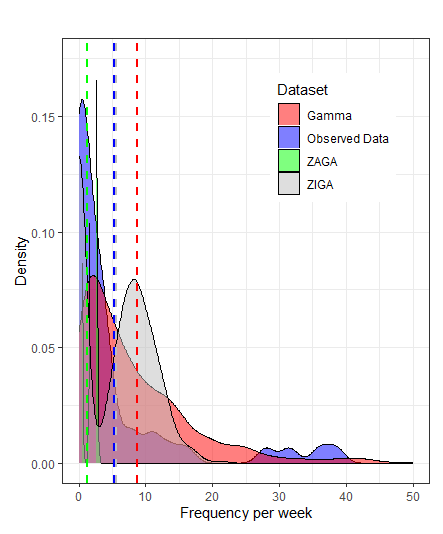 Dataset
Gamma
Observed Data
ZAGA
ZIGA
Density
0.15
0.10
0.05
0.00
0
10
20
30
40
50
Frequency per week